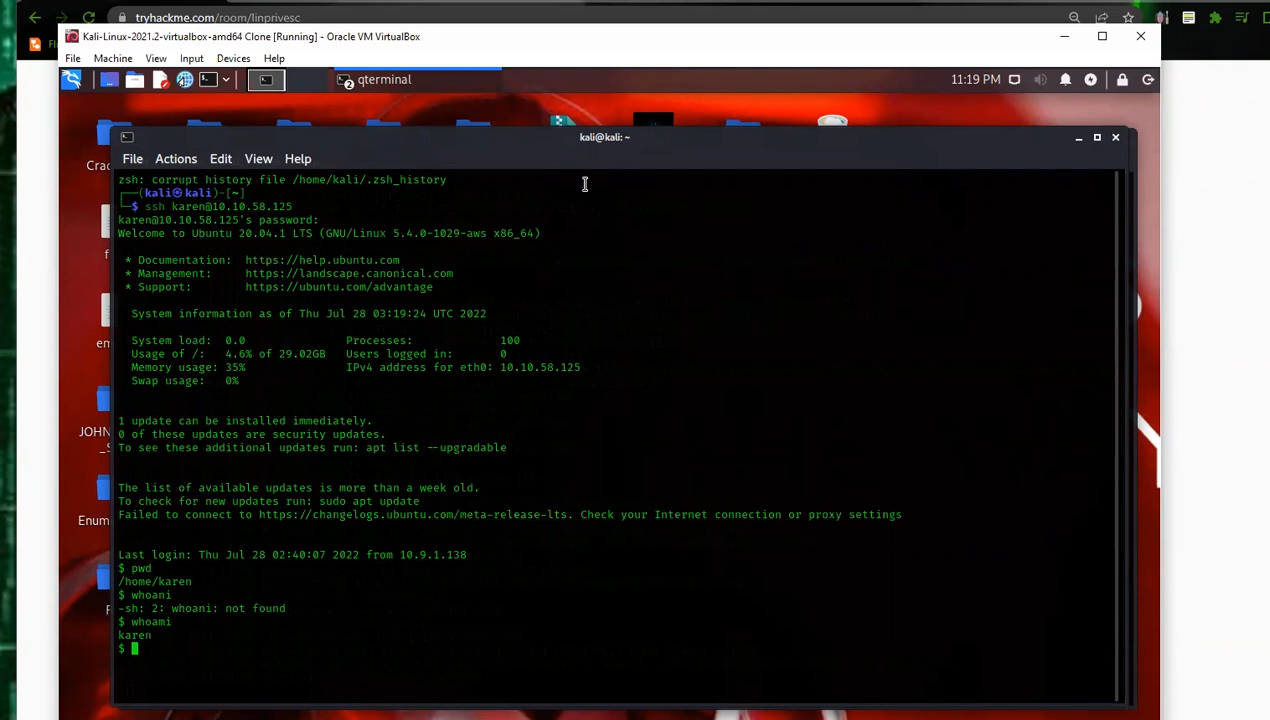 tryhackme.com/room/linprivesc
Kali-Linux-2021.2-virtualbox-amd64 Clone [Running] - Oracle VM VirtualBox
File Machine View Input Devices Help
qterminal
11:19 PM
kali@kali: ~
File Actions Edit View Help
zsh: corrupt history file /home/kali/.zsh_history
┌──(kali㉿kali)-[~]
└─$ ssh karen@10.10.58.125
karen@10.10.58.125's password:
Welcome to Ubuntu 20.04.1 LTS (GNU/Linux 5.4.0-1029-aws x86_64)
* Documentation: https://help.ubuntu.com
* Management: https://landscape.canonical.com
* Support: https://ubuntu.com/advantage
System information as of Thu Jul 28 03:19:24 UTC 2022
System load: 0.0 Processes: 100
Usage of /: 4.6% of 29.02GB Users logged in: 0
Memory usage: 35% IPv4 address for eth0: 10.10.58.125
Swap usage: 0%
1 update can be installed immediately.
0 of these updates are security updates.
To see these additional updates run: apt list --upgradable
The list of available updates is more than a week old.
To check for new updates run: sudo apt update
Failed to connect to https://changelogs.ubuntu.com/meta-release-lts. Check your Internet connection or proxy settings
Last login: Thu Jul 28 02:40:07 2022 from 10.9.1.138
$ pwd
/home/karen
$ whoani
-sh: 2: whoani: not found
$ whoami
karen
$